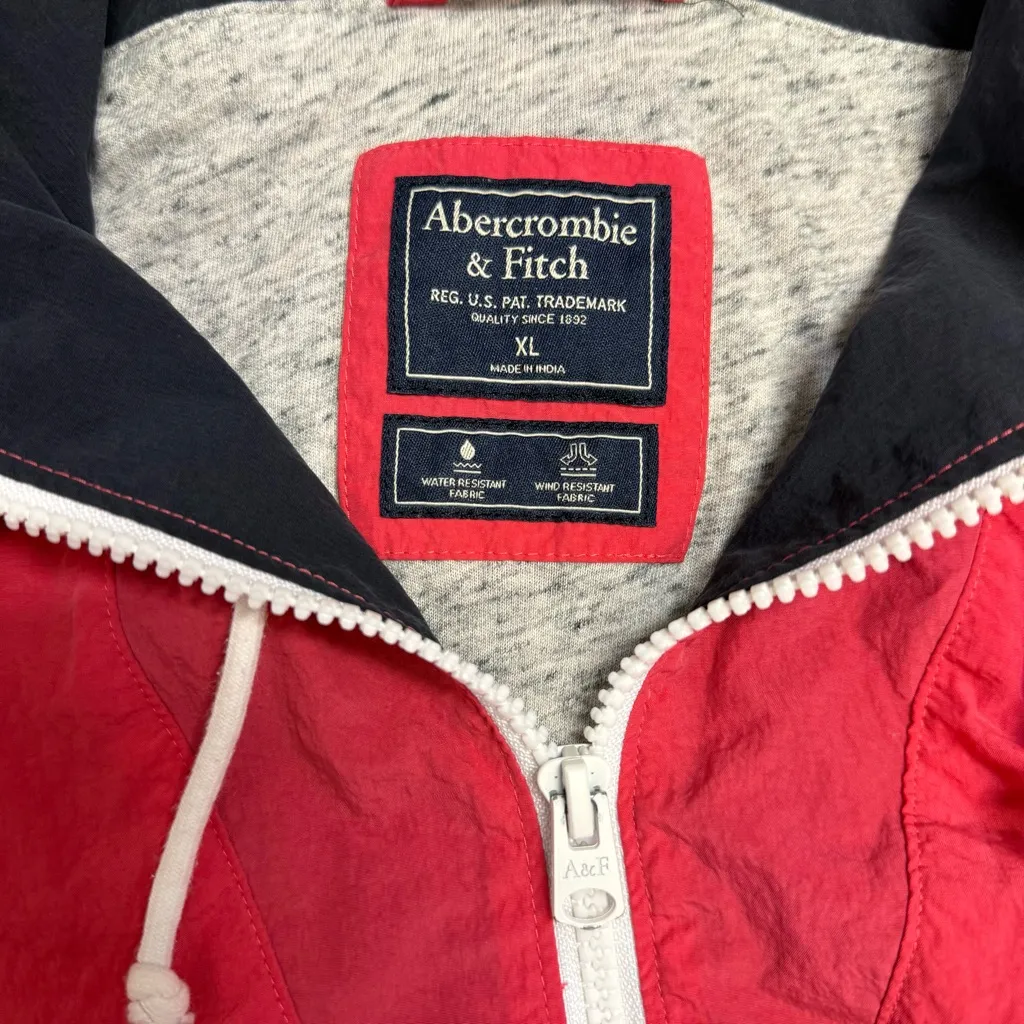 Abercrombie
& Fitch
REG. U.S. PAT. TRADEMARK
QUALITY SINCE 1892
XL
MADE IN INDIA
WATER RESISTANT
FABRIC
WIND RESISTANT
FABRIC
A&F